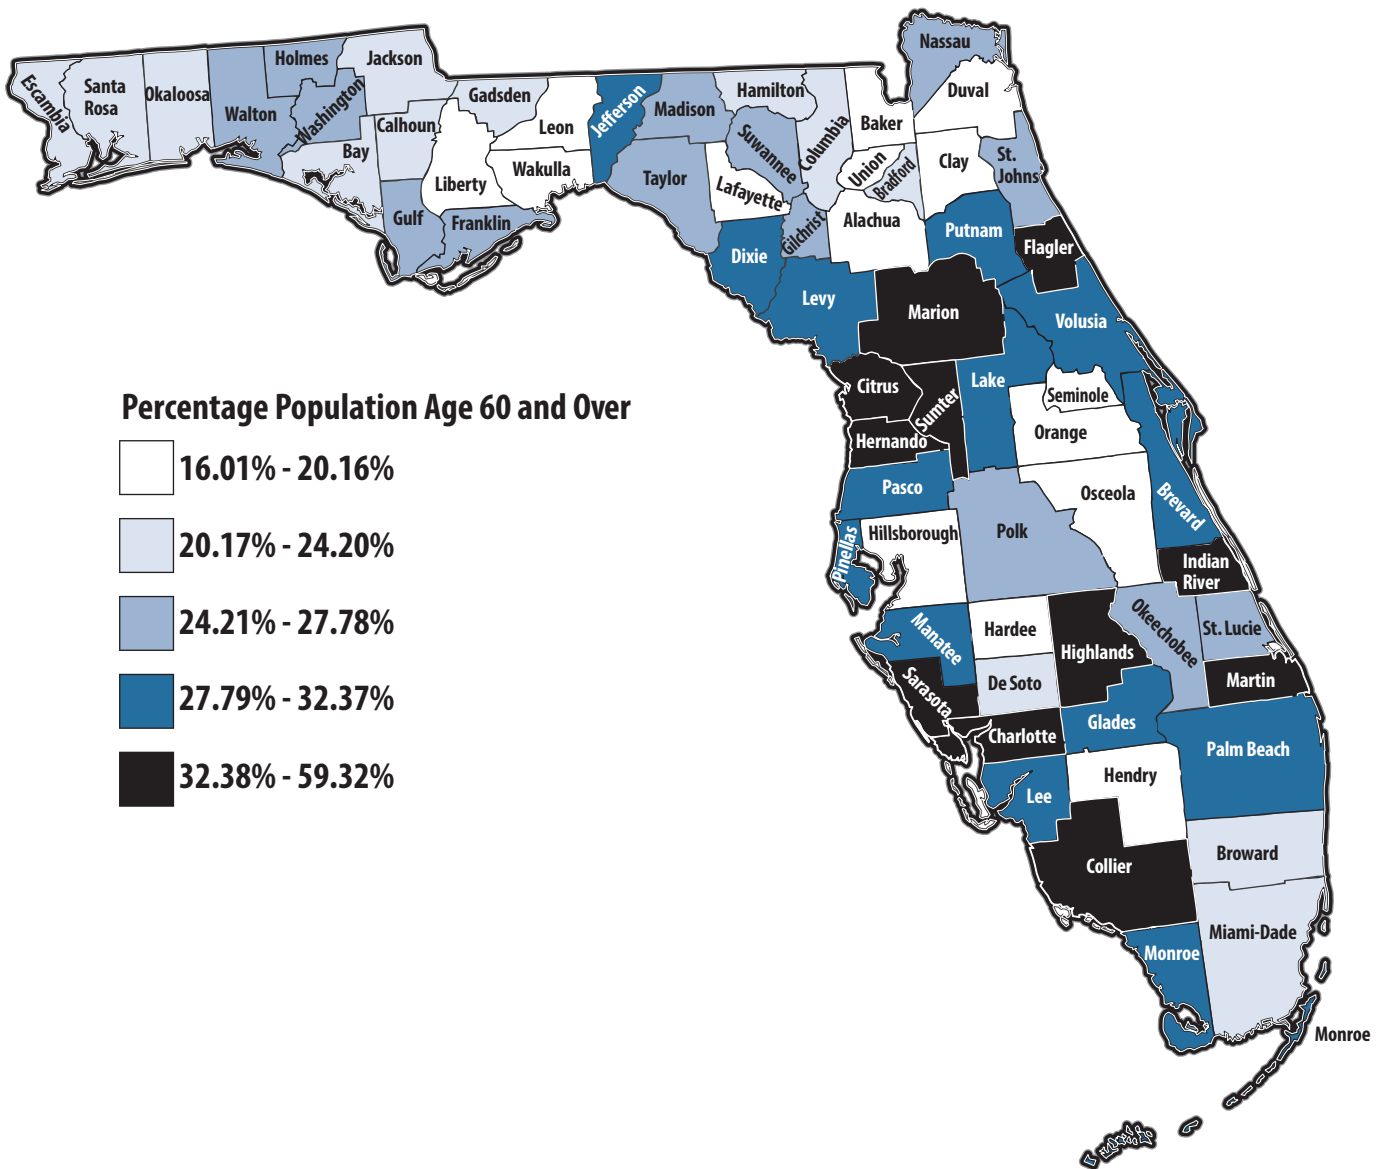 Nassau
Holmes
Jackson
Escambia
Santa
Rosa
Okaloosa
Walton
Washington
Gadsden
Calhoun
Bay
Leon
Jefferson
Madison
Hamilton
Duval
Baker
Suwannee
Columbia
Union
Bradford
Clay
St.
Johns
Liberty
Wakulla
Taylor
Lafayette
Gulf
Franklin
Gilchrist
Alachua
Putnam
Flagler
Dixie
Levy
Marion
Volusia
Citrus
Sumter
Lake
Seminole
Hernando
Orange
Percentage Population Age 60 and Over
16.01% - 20.16%
20.17% - 24.20%
24.21% - 27.78%
27.79% - 32.37%
32.38% - 59.32%
Pasco
Osceola
Brevard
Pinellas
Hillsborough
Polk
Indian
River
Manatee
Hardee
Highlands
Okeechobee
St. Lucie
Sarasota
De Soto
Martin
Charlotte
Glades
Palm Beach
Lee
Hendry
Collier
Broward
Miami-Dade
Monroe
Monroe